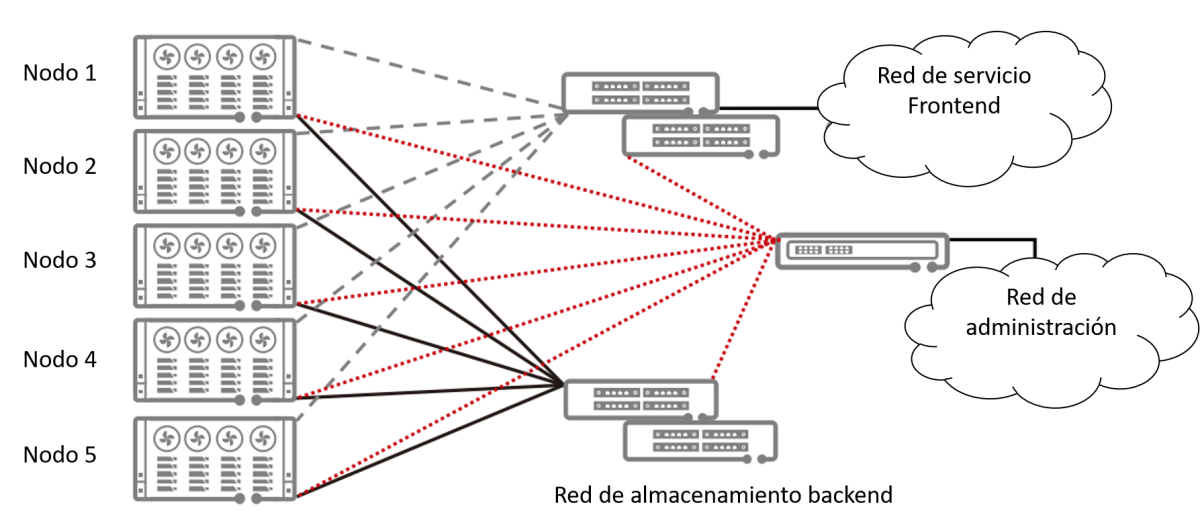 Nodo 1
Nodo 2
Nodo 3
Nodo 4
Nodo 5
Red de servicio
Frontend
Red de
administración
Red de almacenamiento backend